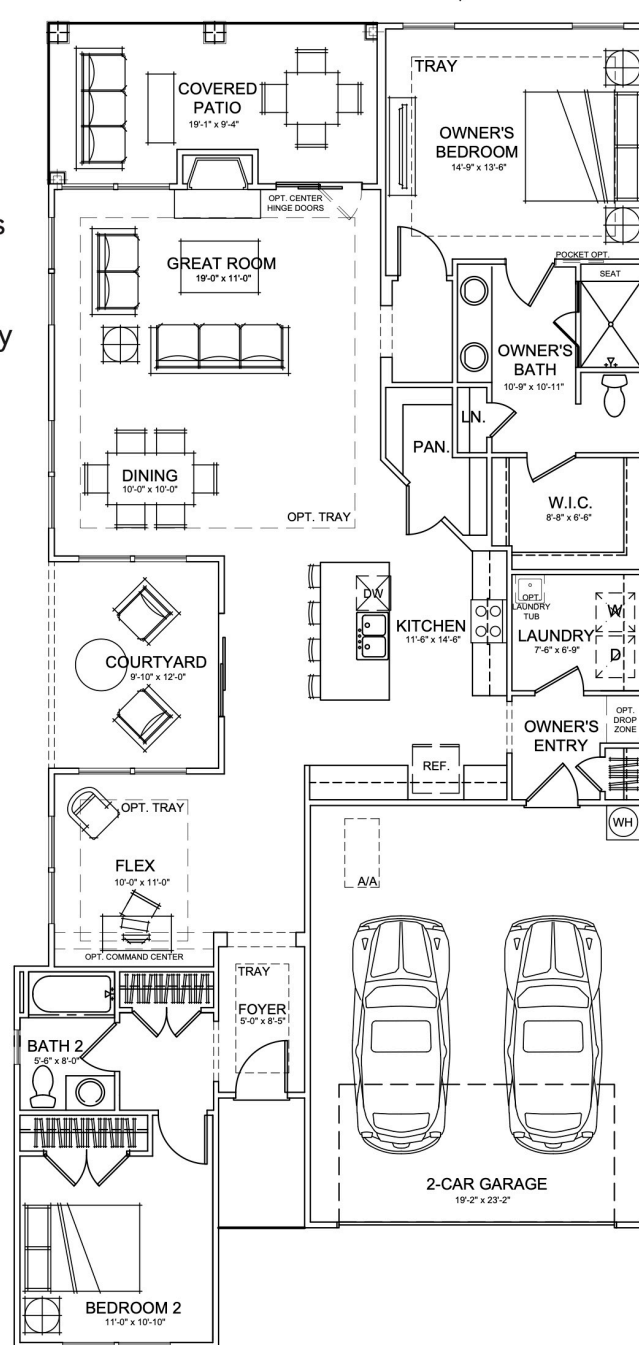 s
y
COVERED
PATIO
19'-1" x 9'-4"
TRAY
OWNER'S
BEDROOM
14'-9" x 13'-6"
OPT. CENTER
HINGE DOORS
POCKET OPT.
SEAT
GREAT ROOM
19'-0" x 11'-0"
OWNER'S
BATH
10'-9" x 10'-11"
LN.
PAN.
DINING
10'-0" x 10'-0"
OPT. TRAY
W.I.C.
8'-8" x 6'-6"
DW
KITCHEN
11'-6" x 14'-6"
OPT.
LAUNDRY
TUB
W
LAUNDRY
7'-6" x 6'-9"
D
COURTYARD
9'-10" x 12'-0"
OWNER'S
ENTRY
OPT.
DROP
ZONE
REF.
OPT. TRAY
WH
FLEX
10'-0" x 11'-0"
A/A
OPT. COMMAND CENTER
TRAY
FOYER
5'-0" x 8'-5"
BATH 2
5'-6" x 8'-0"
2-CAR GARAGE
19'-2" x 23'-2"
BEDROOM 2
11'-0" x 10'-10"